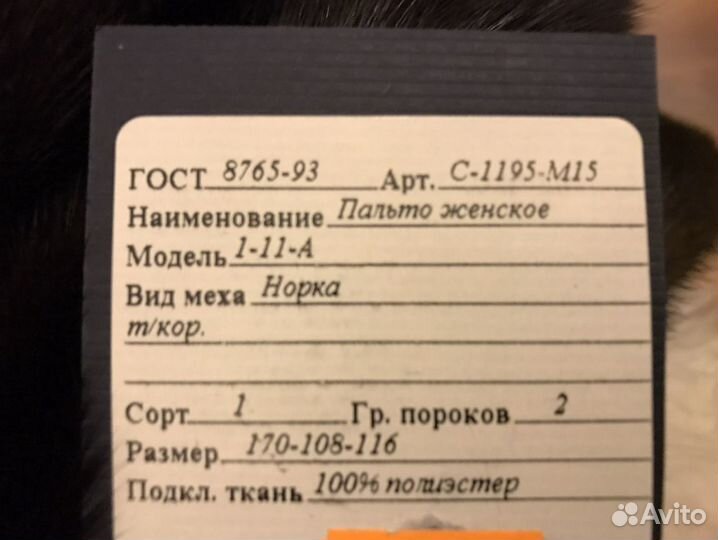 ГОСТ 8765-93 Арт. С-1195-М15
Наименование Пальто женское
Модель 1-11-А
Вид меха Норка
т/кор.
Сорт 1 Гр. пороков 2
Размер 170-108-116
Подкл. ткань 100% полиэстер
Avito